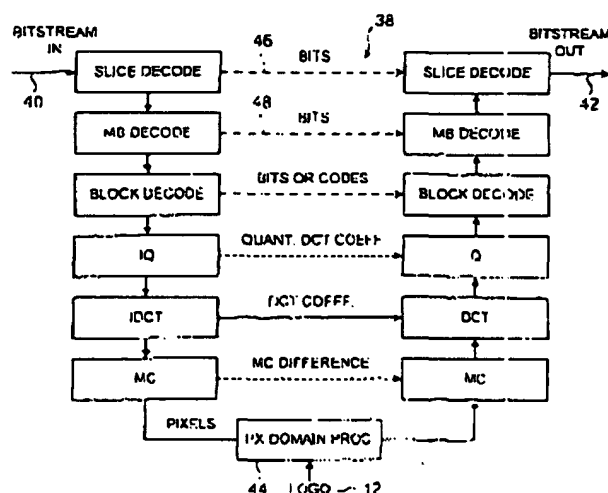 BITSTREAM IN
40
SLICE DECODE
46
BITS
38
SLICE DECODE
BITSTREAM OUT
42
MB DECODE
48
BITS
MB DECODE
BLOCK DECODE
BITS OR CODES
BLOCK DECODE
IQ
QUANT. DCT COEFF
Q
IDCT
DCT COEFF.
DCT
MC
MC DIFFERENCE
MC
PIXELS
PX DOMAIN PROC
44
LOGO
12